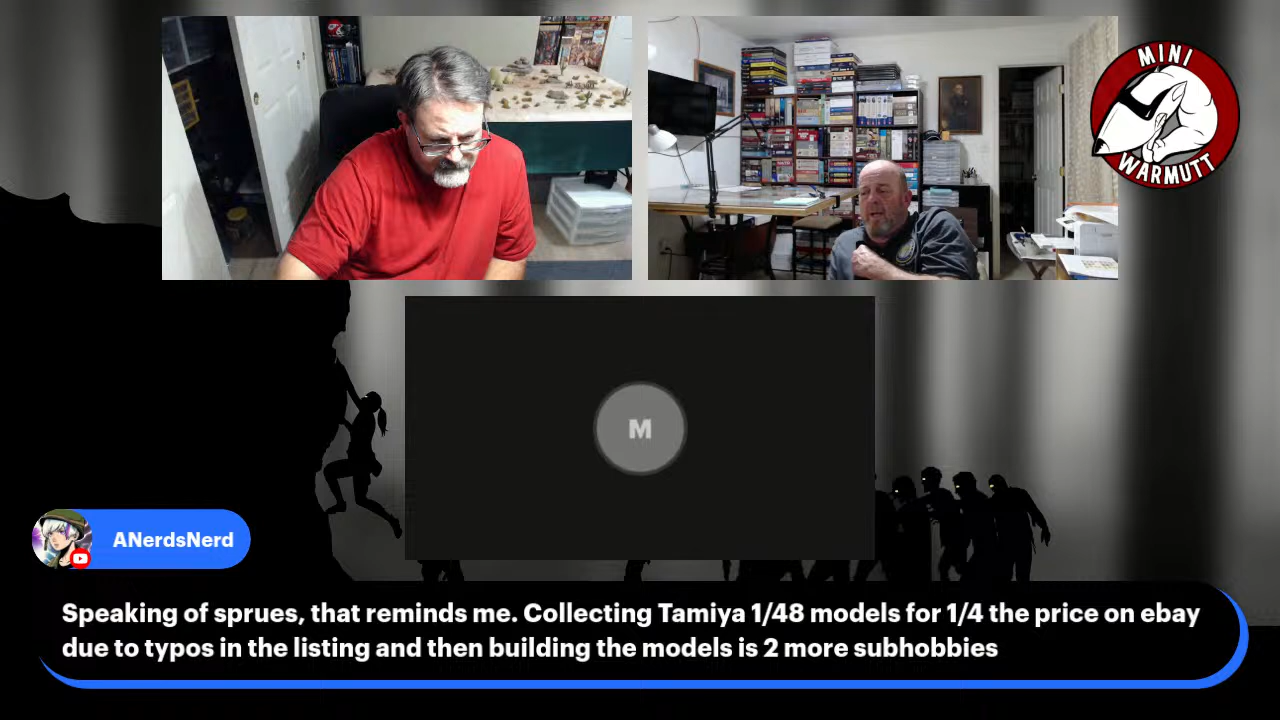 MINI
WARMUTT
M
ANerdsNerd
Speaking of sprues, that reminds me. Collecting Tamiya 1/48 models for 1/4 the price on ebay
due to typos in the listing and then building the models is 2 more subhobbies